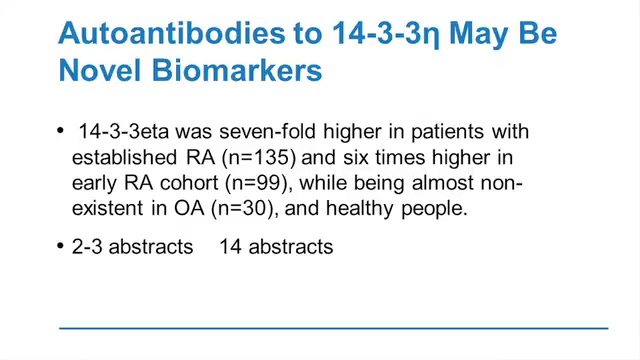 Autoantibodies to 14-3-3η May Be
Novel Biomarkers
• 14-3-3eta was seven-fold higher in patients with
established RA (n=135) and six times higher in
early RA cohort (n=99), while being almost non-
existent in OA (n=30), and healthy people.
• 2-3 abstracts 14 abstracts